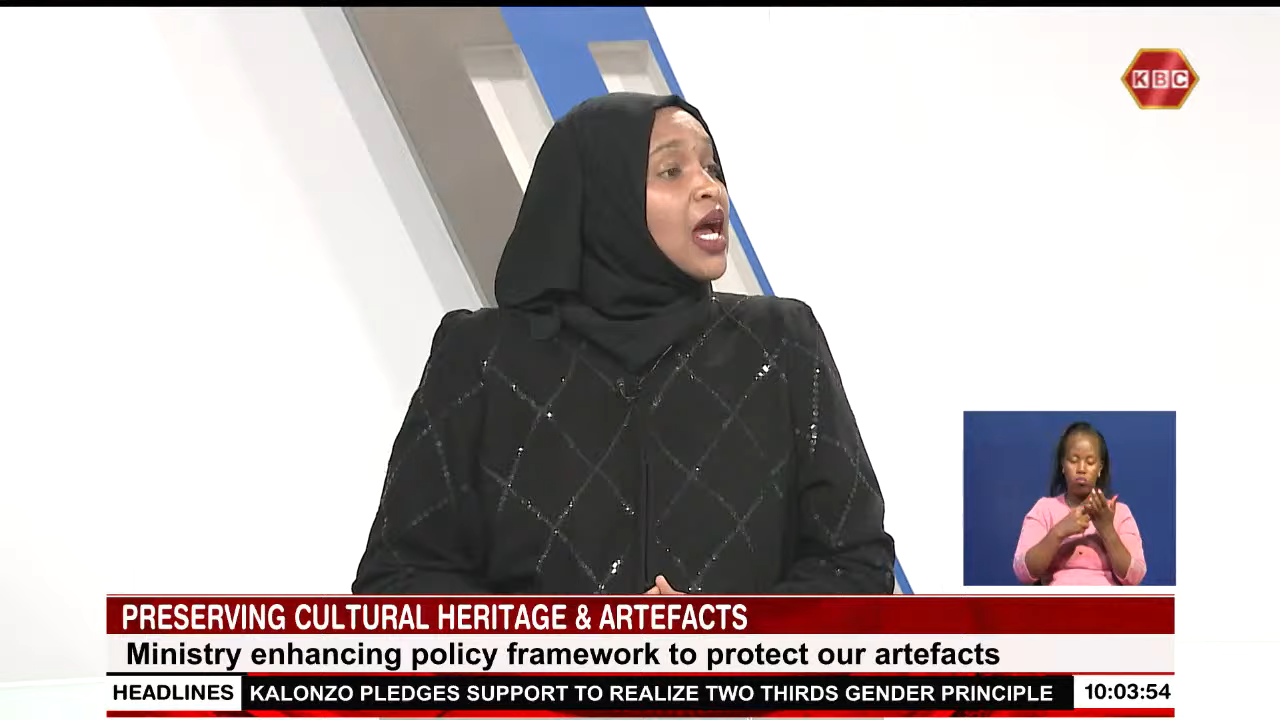 KBC
PRESERVING CULTURAL HERITAGE & ARTEFACTS
Ministry enhancing policy framework to protect our artefacts
HEADLINES KALONZO PLEDGES SUPPORT TO REALIZE TWO THIRDS GENDER PRINCIPLE 10:03:54